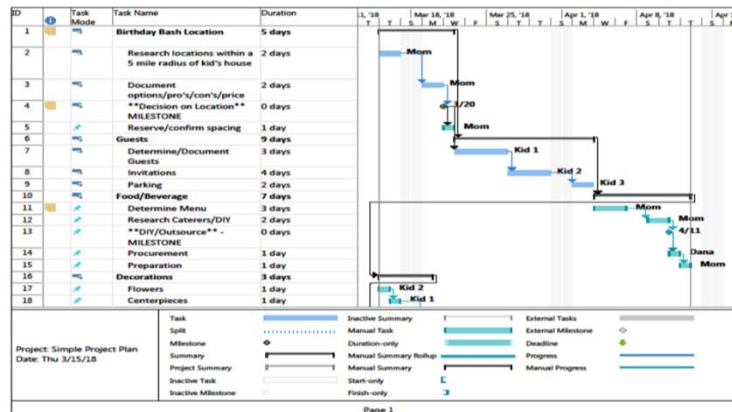 ID Task Mode Task Name Duration 11, '18 Mar 18, '18 Mar 25, '18 Apr 1, '18 Apr 8, '18 Apr 1
T T S M W F S T T S M W F S T T S M W
1 Birthday Bash Location 5 days
2 Research locations within a 5 mile radius of kid's house 2 days Mom
3 Document options/pro's/con's/price 2 days Mom
4 **Decision on Location** MILESTONE 0 days 3/20
5 Reserve/confirm spacing 1 day Mom
6 Guests 9 days
7 Determine/Document Guests 3 days Kid 1
8 Invitations 4 days Kid 2
9 Parking 2 days Kid 3
10 Food/Beverage 7 days
11 Determine Menu 3 days Mom
12 Research Caterers/DIY 2 days Mom
13 **DIY/Outsource** - MILESTONE 0 days 4/11
14 Procurement 1 day Dana
15 Preparation 1 day Mom
16 Decorations 3 days
17 Flowers 1 day Kid 2
18 Centerpieces 1 day Kid 1
Project: Simple Project Plan
Date: Thu 3/15/18
Task Inactive Summary External Tasks
Split Manual Task External Milestone
Milestone Duration-only Deadline
Summary Manual Summary Rollup Progress
Project Summary Manual Summary Manual Progress
Inactive Task Start-only
Inactive Milestone Finish-only
Page 1